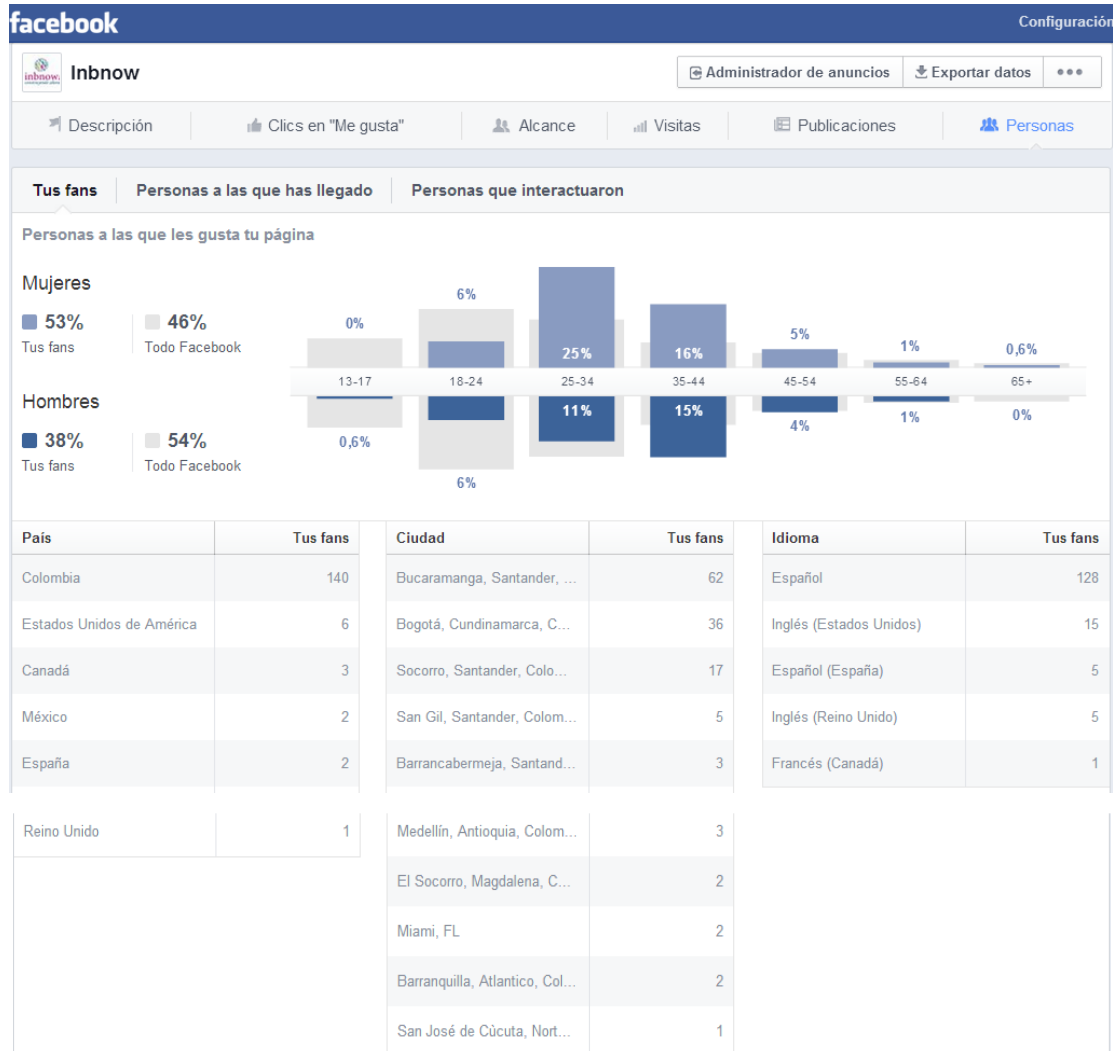 facebook
Configuración
inbnow.
Inbnow
Administrador de anuncios
Exportar datos
Descripción
Clics en "Me gusta"
Alcance
Visitas
Publicaciones
Personas
Tus fans
Personas a las que has llegado
Personas que interactuaron
Personas a las que les gusta tu página
Mujeres
53%
Tus fans
46%
Todo Facebook
Hombres
38%
Tus fans
54%
Todo Facebook
0%
6%
25%
16%
5%
1%
0,6%
13-17
18-24
25-34
35-44
45-54
55-64
65+
0,6%
6%
11%
15%
4%
1%
0%
País Tus fans
Colombia 140
Estados Unidos de América 6
Canadá 3
México 2
España 2
Reino Unido 1
Ciudad Tus fans
Bucaramanga, Santander, ... 62
Bogotá, Cundinamarca, C... 36
Socorro, Santander, Colo... 17
San Gil, Santander, Colom... 5
Barrancabermeja, Santand... 3
Medellín, Antioquia, Colom... 3
El Socorro, Magdalena, C... 2
Miami, FL 2
Barranquilla, Atlantico, Col... 2
San José de Cúcuta, Nort... 1
Idioma Tus fans
Español 128
Inglés (Estados Unidos) 15
Español (España) 5
Inglés (Reino Unido) 5
Francés (Canadá) 1